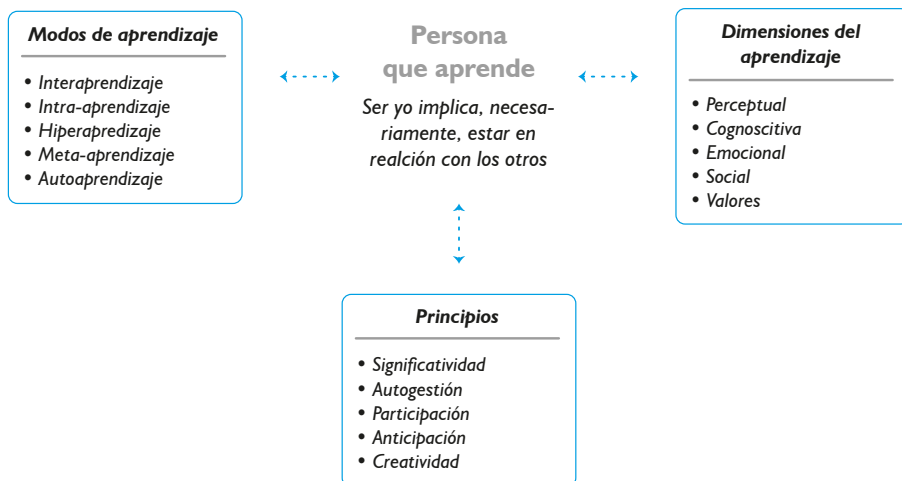 Modos de aprendizaje
• Interaprendizaje
• Intra-aprendizaje
• Hiperapredizaje
• Meta-aprendizaje
• Autoaprendizaje
Persona
que aprende
Ser yo implica, necesa-
riamente, estar en
realción con los otros
Dimensiones del
aprendizaje
• Perceptual
• Cognoscitiva
• Emocional
• Social
• Valores
Principios
• Significatividad
• Autogestión
• Participación
• Anticipación
• Creatividad